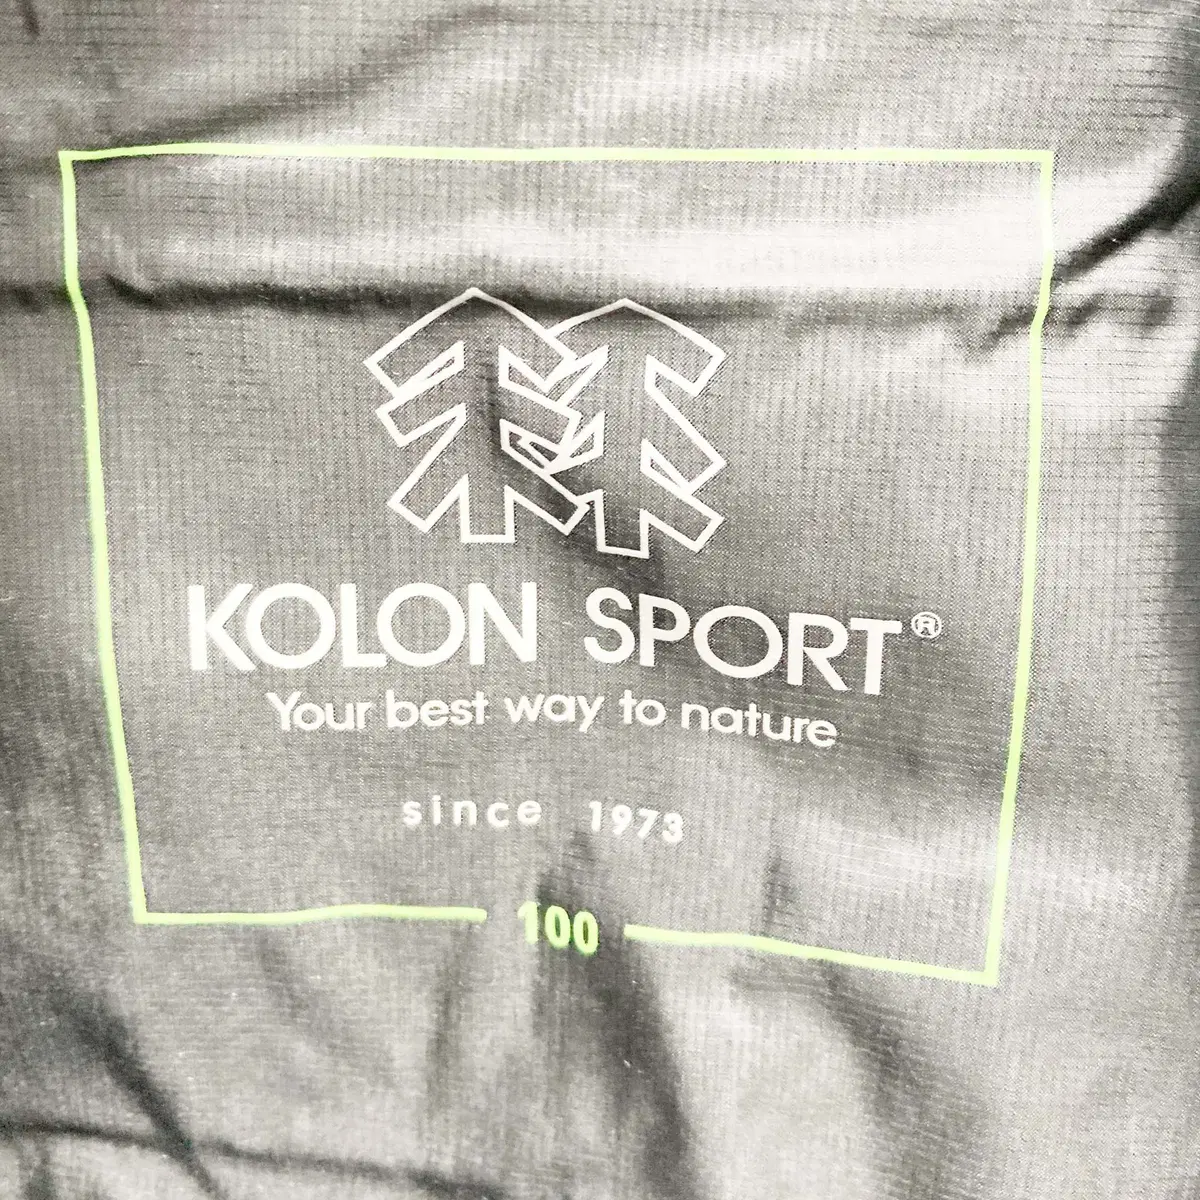 KOLON SPORT®
Your best way to nature
since 1973
100